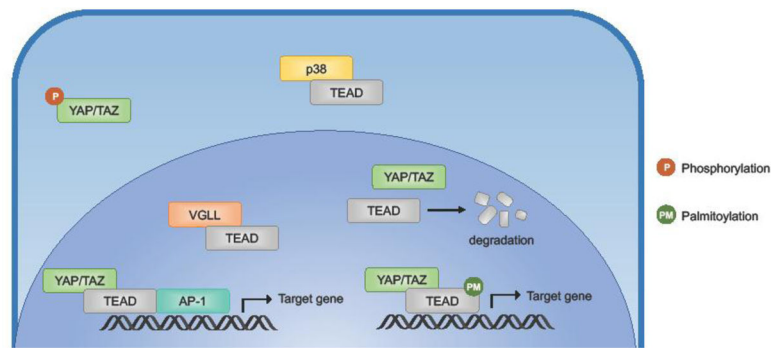 p38
TEAD
P
YAP/TAZ
P Phosphorylation
YAP/TAZ
VGLL
TEAD
TEAD
PM Palmitoylation
degradation
YAP/TAZ
TEAD
AP-1
Target gene
YAP/TAZ
PM
TEAD
Target gene